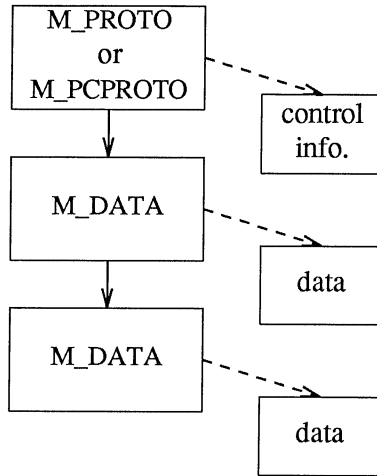 M_PROTO
or
M_PCPROTO
control
info.
M_DATA
data
M_DATA
data